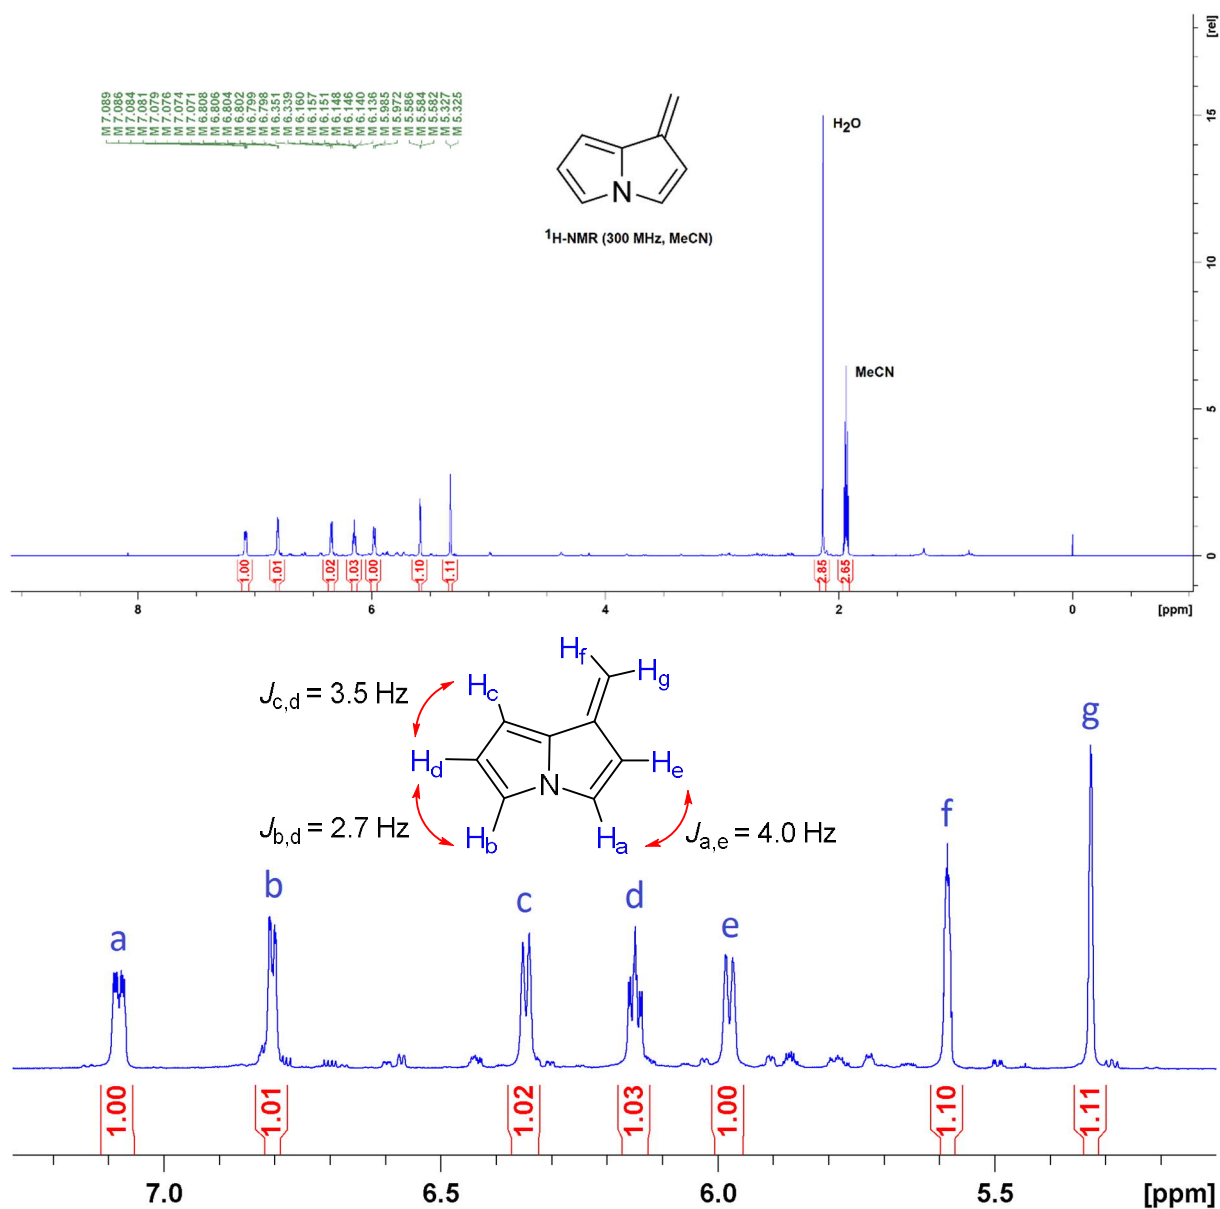 [rel]
M 7.089
M 7.086
M 7.084
M 7.081
M 7.079
M 7.076
M 7.074
M 7.071
M 6.808
M 6.806
M 6.804
M 6.802
M 6.799
M 6.798
M 6.351
M 6.339
M 6.160
M 6.157
M 6.151
M 6.148
M 6.146
M 6.140
M 6.136
M 5.985
M 5.972
M 5.586
M 5.584
M 5.582
M 5.327
M 5.325
N
¹H-NMR (300 MHz, MeCN)
H₂O
MeCN
15
10
5
0
1.00
1.01
1.02
1.03
1.00
1.10
1.11
2.85
2.65
8 6 4 2 0 [ppm]
Hf
Hg
Hc
Hd
He
N
Hb
Ha
Jc,d = 3.5 Hz
Jb,d = 2.7 Hz
Ja,e = 4.0 Hz
a b c d e f g
1.00 1.01 1.02 1.03 1.00 1.10 1.11
7.0 6.5 6.0 5.5 [ppm]